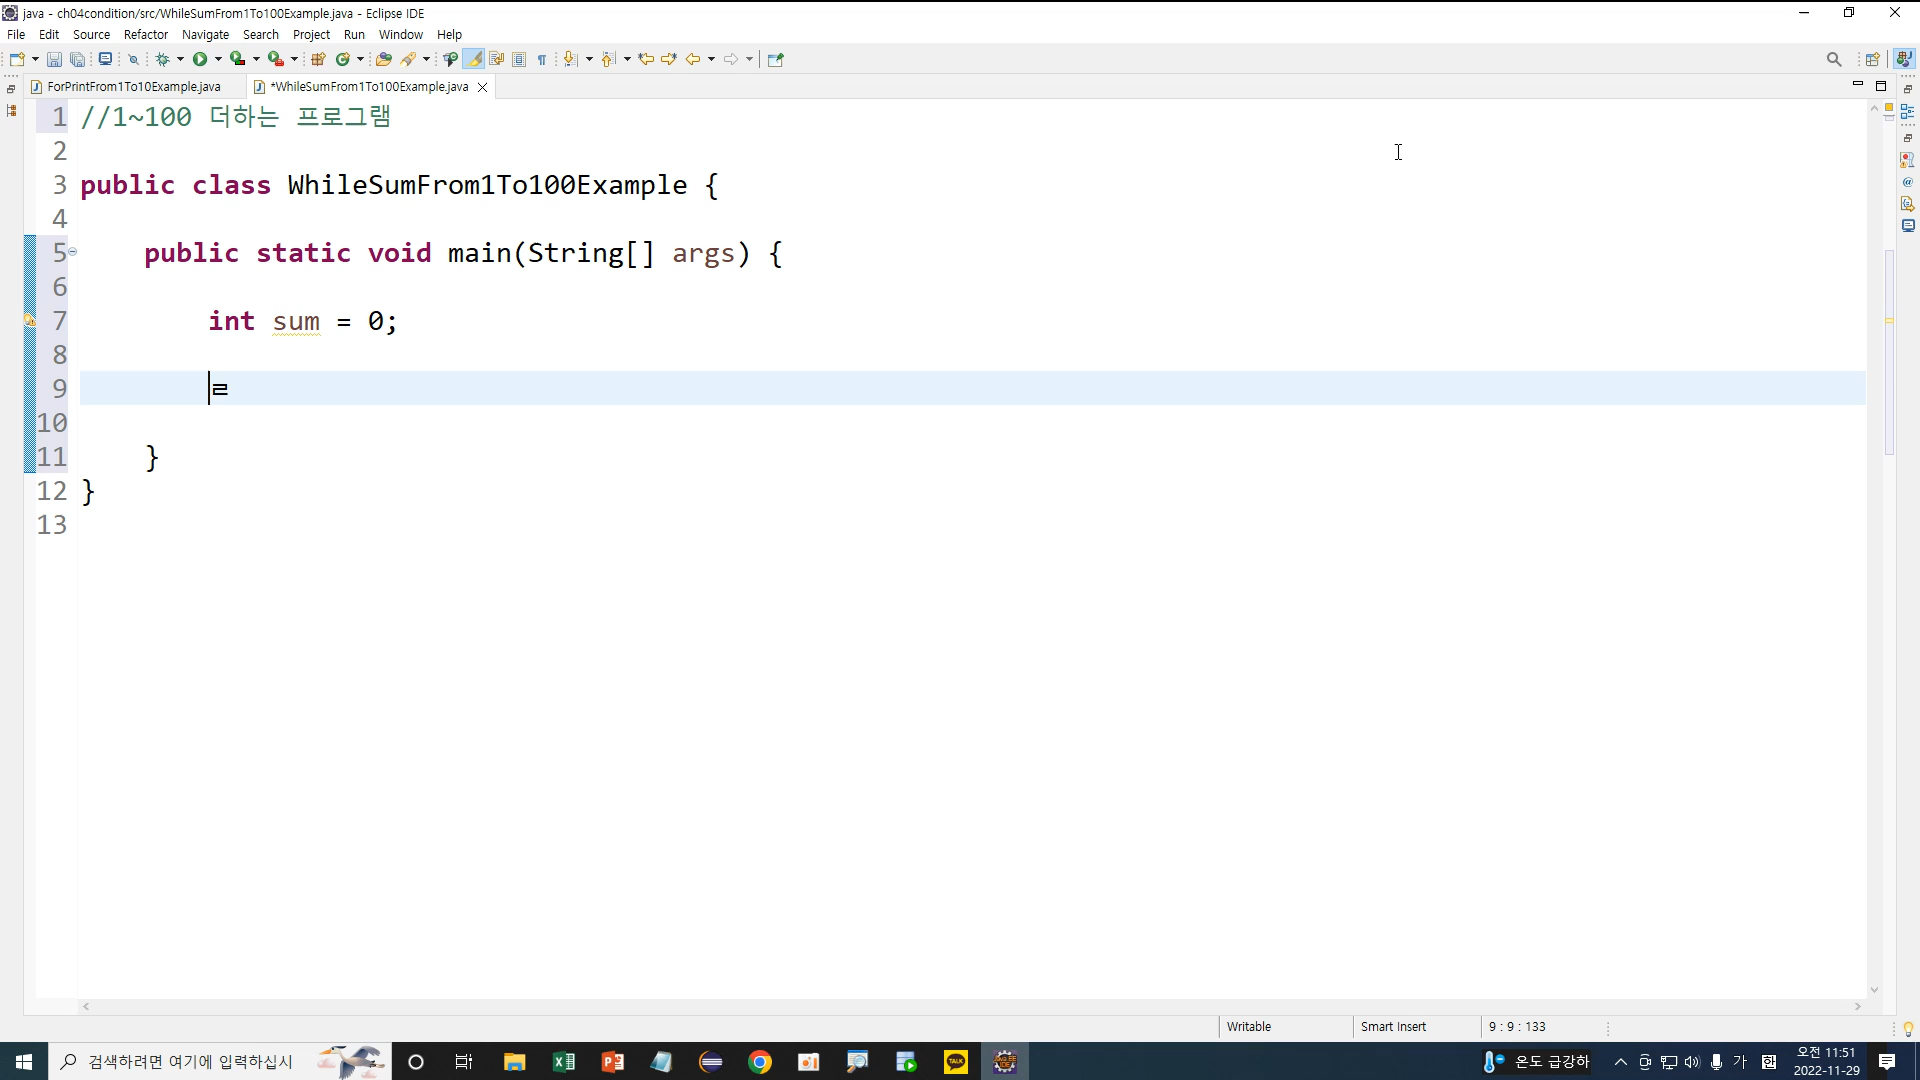 java - ch04condition/src/WhileSumFrom1To100Example.java - Eclipse IDE
File Edit Source Refactor Navigate Search Project Run Window Help
ForPrintFrom1To10Example.java *WhileSumFrom1To100Example.java
1 //1~100 더하는 프로그램
2
3 public class WhileSumFrom1To100Example {
4
5 public static void main(String[] args) {
6
7 int sum = 0;
8
9 ㄹ
10
11 }
12 }
13
Writable Smart Insert 9 : 9 : 133
검색하려면 여기에 입력하십시
TALK
온도 급강하 가 한 오전 11:51
2022-11-29